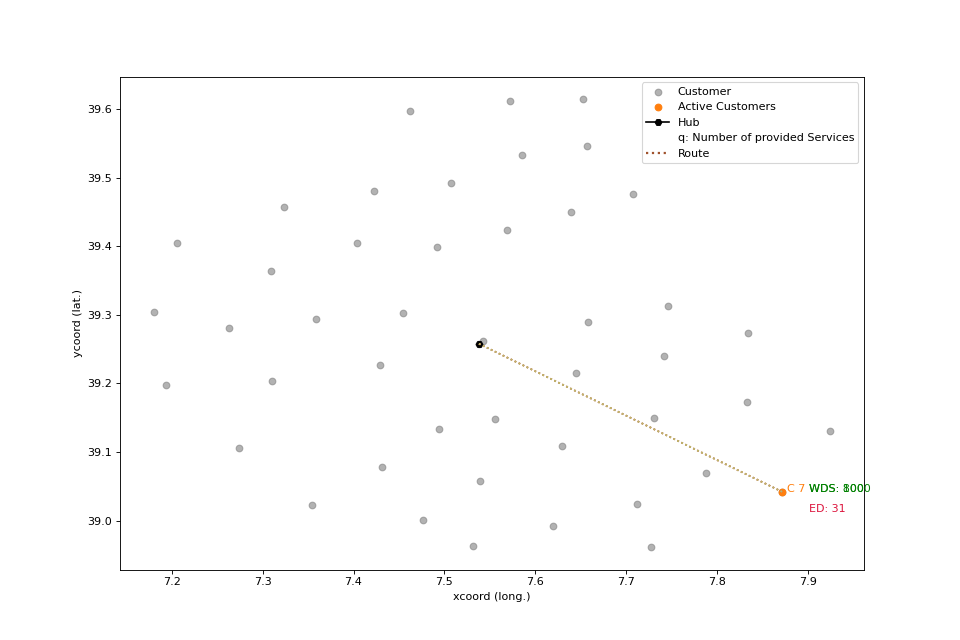 Customer
Active Customers
Hub
q: Number of provided Services
Route
39.6
39.5
39.4
39.3
39.2
39.1
39.0
ycoord (lat.)
C 7 WDS:
ED: 31
7.2 7.3 7.4 7.5 7.6 7.7 7.8 7.9
xcoord (long.)